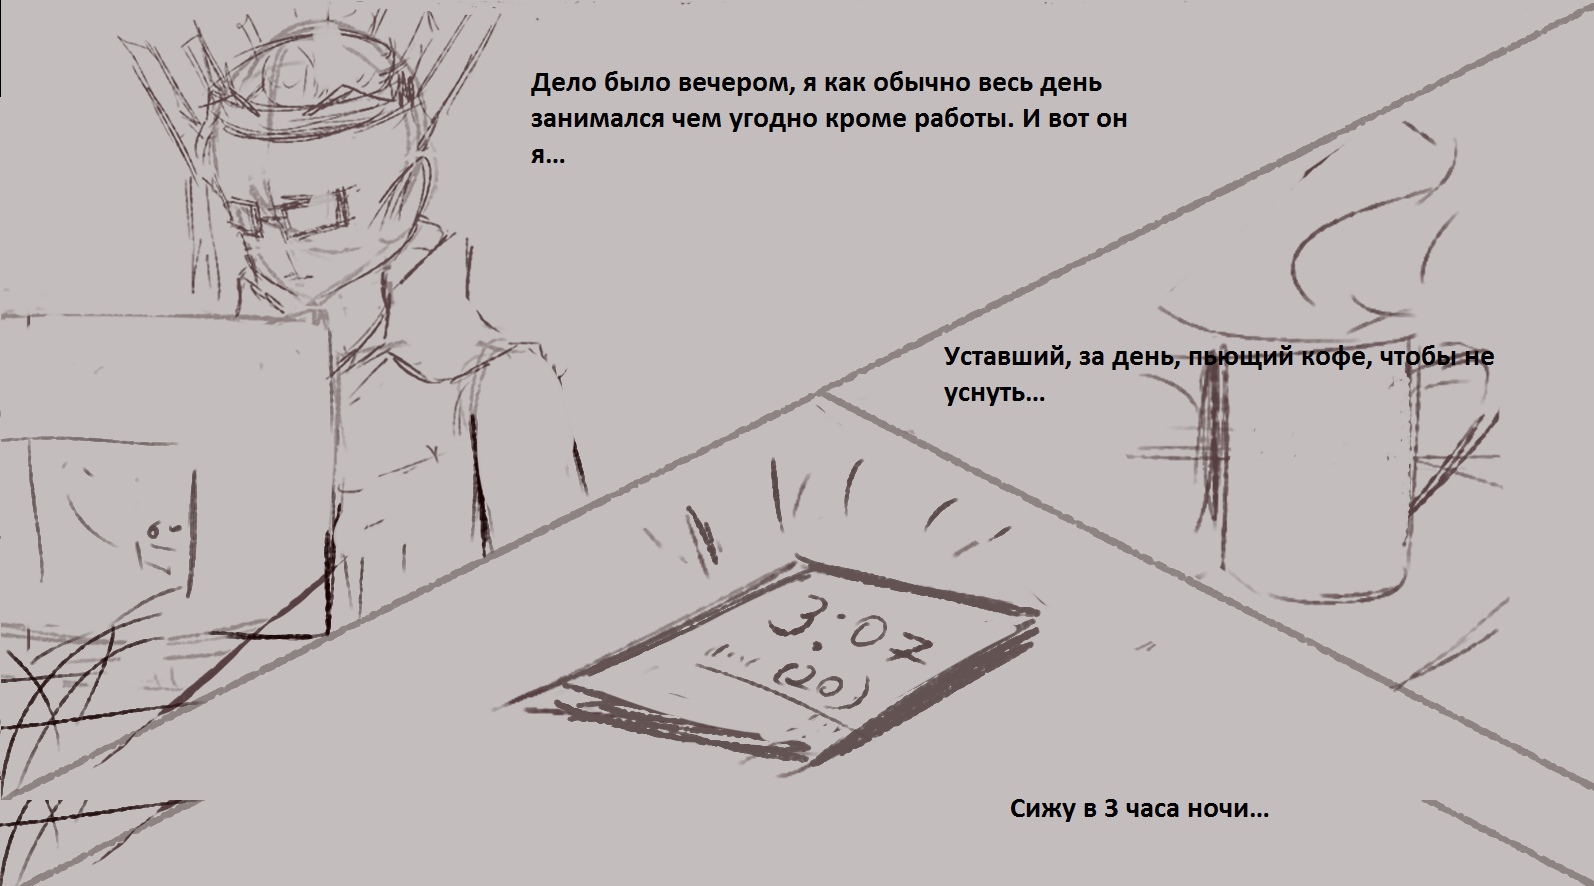 Дело было вечером, я как обычно весь день
занимался чем угодно кроме работы. И вот он
я...
Уставший, за день, пьющий кофе, чтобы не
уснуть...
3:07
(20)
Сижу в 3 часа ночи...